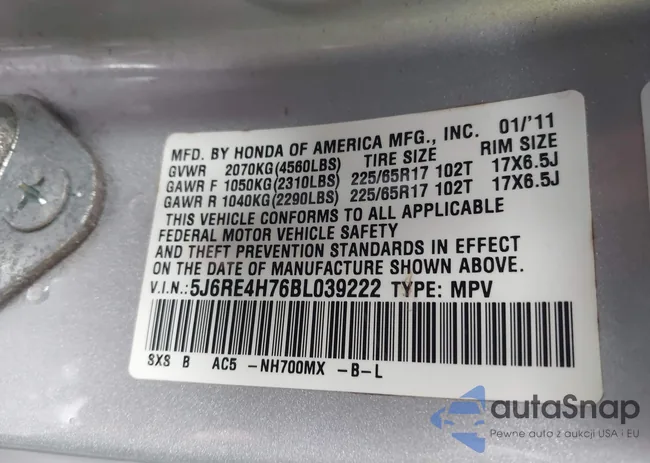 MFD. BY HONDA OF AMERICA MFG., INC. 01/'11
GVWR 2070KG(4560LBS) TIRE SIZE RIM SIZE
GAWR F 1050KG(2310LBS) 225/65R17 102T 17X6.5J
GAWR R 1040KG(2290LBS) 225/65R17 102T 17X6.5J
THIS VEHICLE CONFORMS TO ALL APPLICABLE
FEDERAL MOTOR VEHICLE SAFETY
AND THEFT PREVENTION STANDARDS IN EFFECT
ON THE DATE OF MANUFACTURE SHOWN ABOVE.
V.I.N.: 5J6RE4H76BL039222 TYPE: MPV
SXS B AC5 -NH700MX -B-L
autaSnap
Pewne auto z aukcji USA i EU